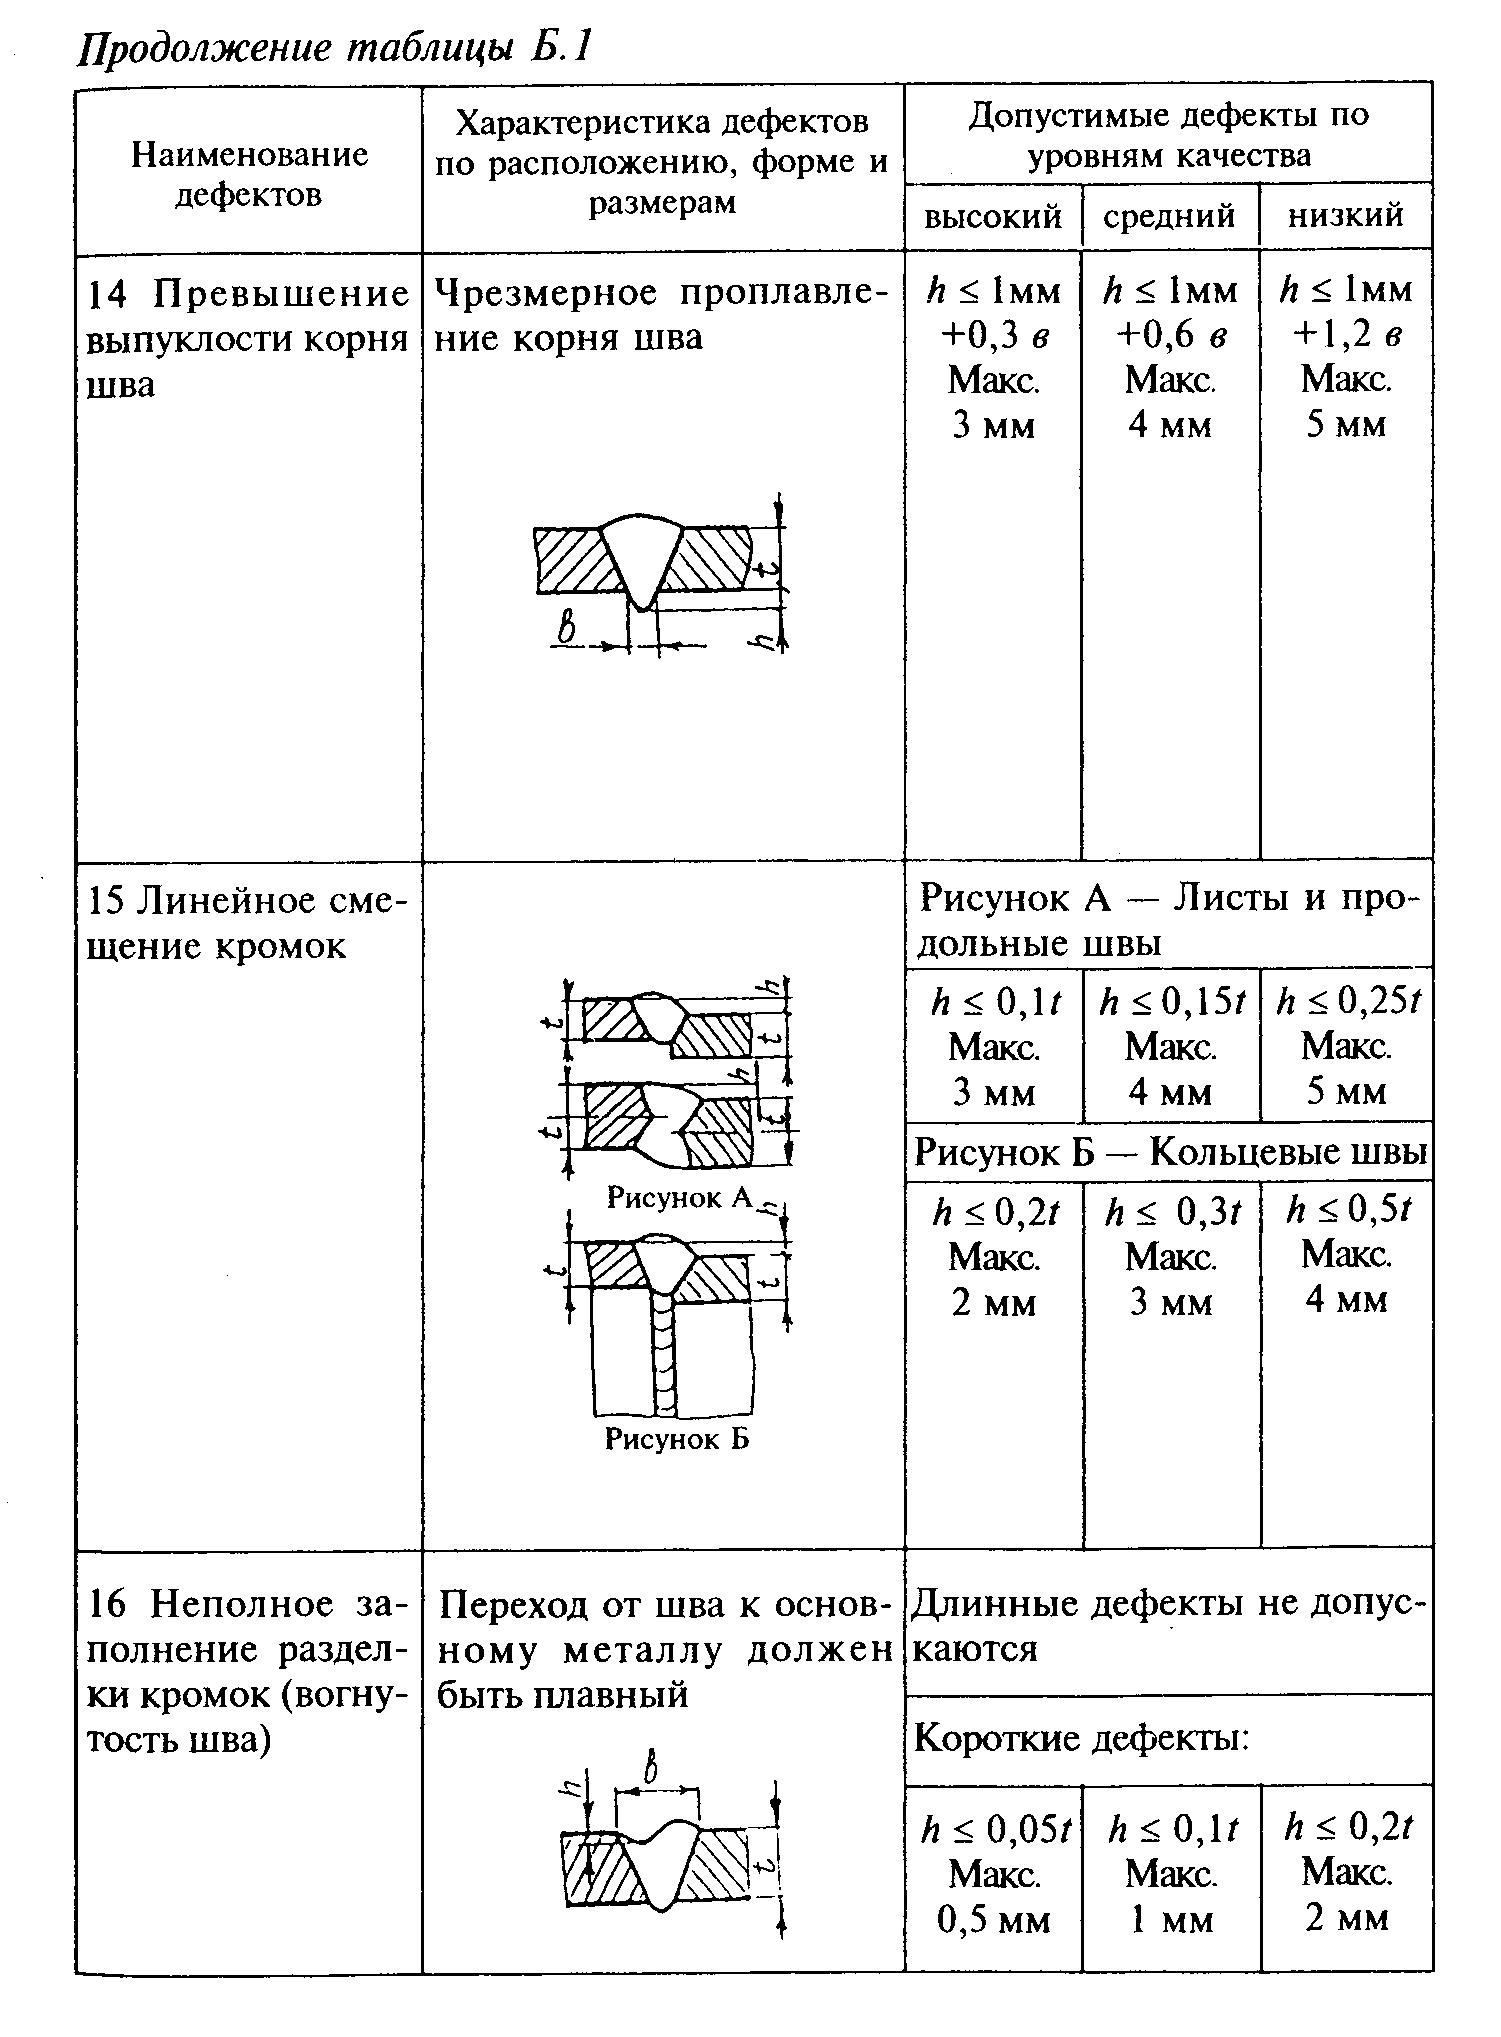 Продолжение таблицы Б.1
Наименование
дефектов
Характеристика дефектов
по расположению, форме и
размерам
Допустимые дефекты по
уровням качества
высокий
средний
низкий
14 Превышение
выпуклости корня
шва
Чрезмерное проплавле-
ние корня шва
t
в
h
h ≤ 1мм
+0,3 в
Макс.
3 мм
h ≤ 1мм
+0,6 в
Макс.
4 мм
h ≤ 1мм
+1,2 в
Макс.
5 мм
15 Линейное сме-
щение кромок
h
t
t
h
t
t
Рисунок А
h
t
t
Рисунок Б
Рисунок А — Листы и про-
дольные швы
h ≤ 0,1t
Макс.
3 мм
h ≤ 0,15t
Макс.
4 мм
h ≤ 0,25t
Макс.
5 мм
Рисунок Б — Кольцевые швы
h ≤ 0,2t
Макс.
2 мм
h ≤ 0,3t
Макс.
3 мм
h ≤ 0,5t
Макс.
4 мм
16 Неполное за-
полнение раздел-
ки кромок (вогну-
тость шва)
Переход от шва к основ-
ному металлу должен
быть плавный
h
в
t
Длинные дефекты не допус-
каются
Короткие дефекты:
h ≤ 0,05t
Макс.
0,5 мм
h ≤ 0,1t
Макс.
1 мм
h ≤ 0,2t
Макс.
2 мм